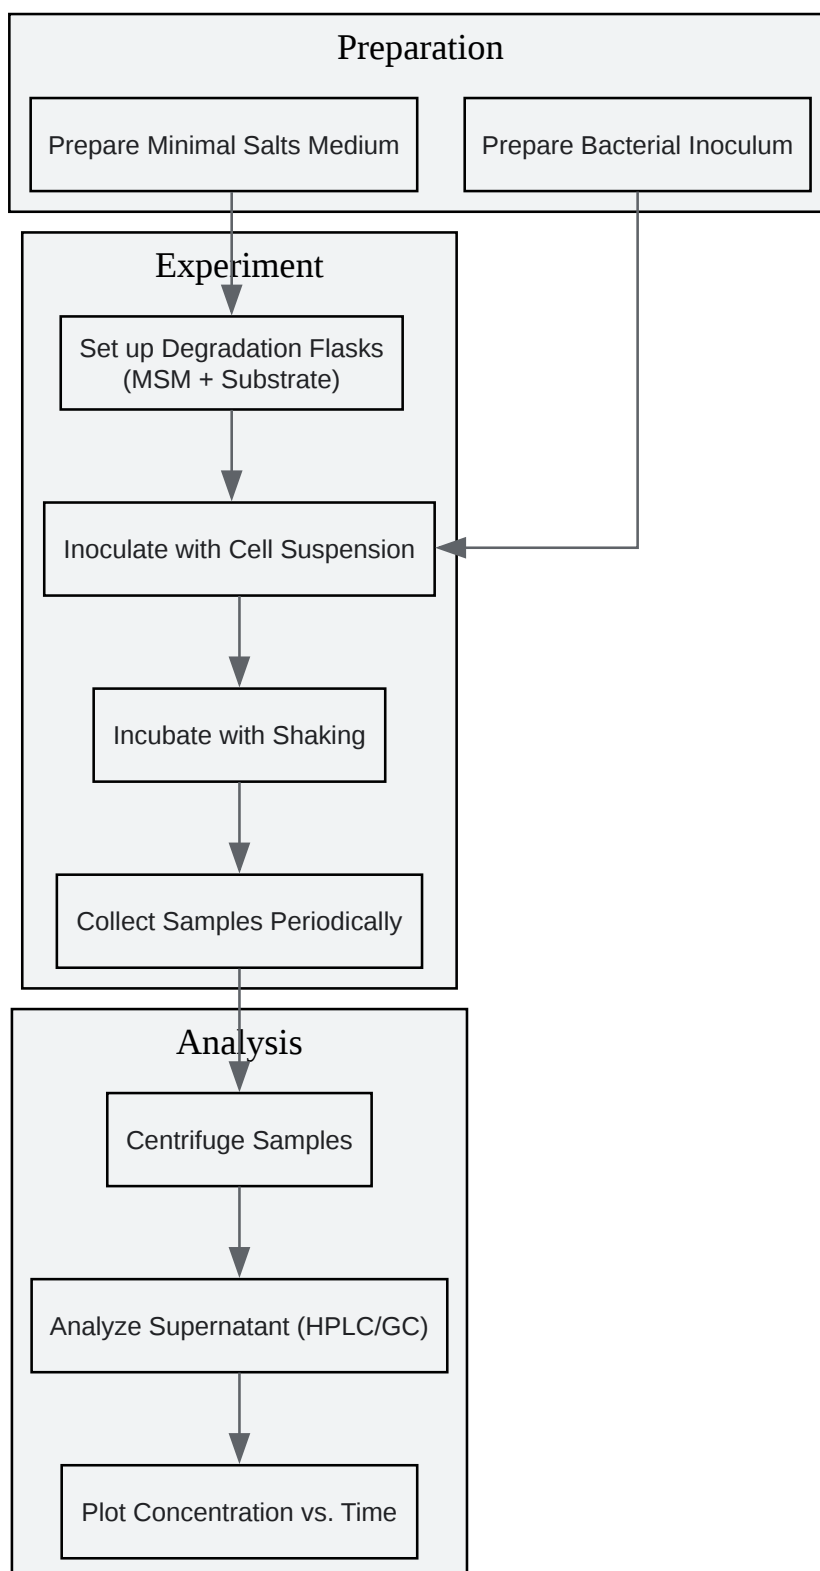 Preparation
Prepare Minimal Salts Medium
Prepare Bacterial Inoculum
Experiment
Set up Degradation Flasks
(MSM + Substrate)
Inoculate with Cell Suspension
Incubate with Shaking
Collect Samples Periodically
Analysis
Centrifuge Samples
Analyze Supernatant (HPLC/GC)
Plot Concentration vs. Time